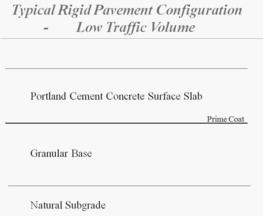 Typical Rigid Pavement Configuration
- Low Traffic Volume
Portland Cement Concrete Surface Slab
Prime Coat
Granular Base
Natural Subgrade